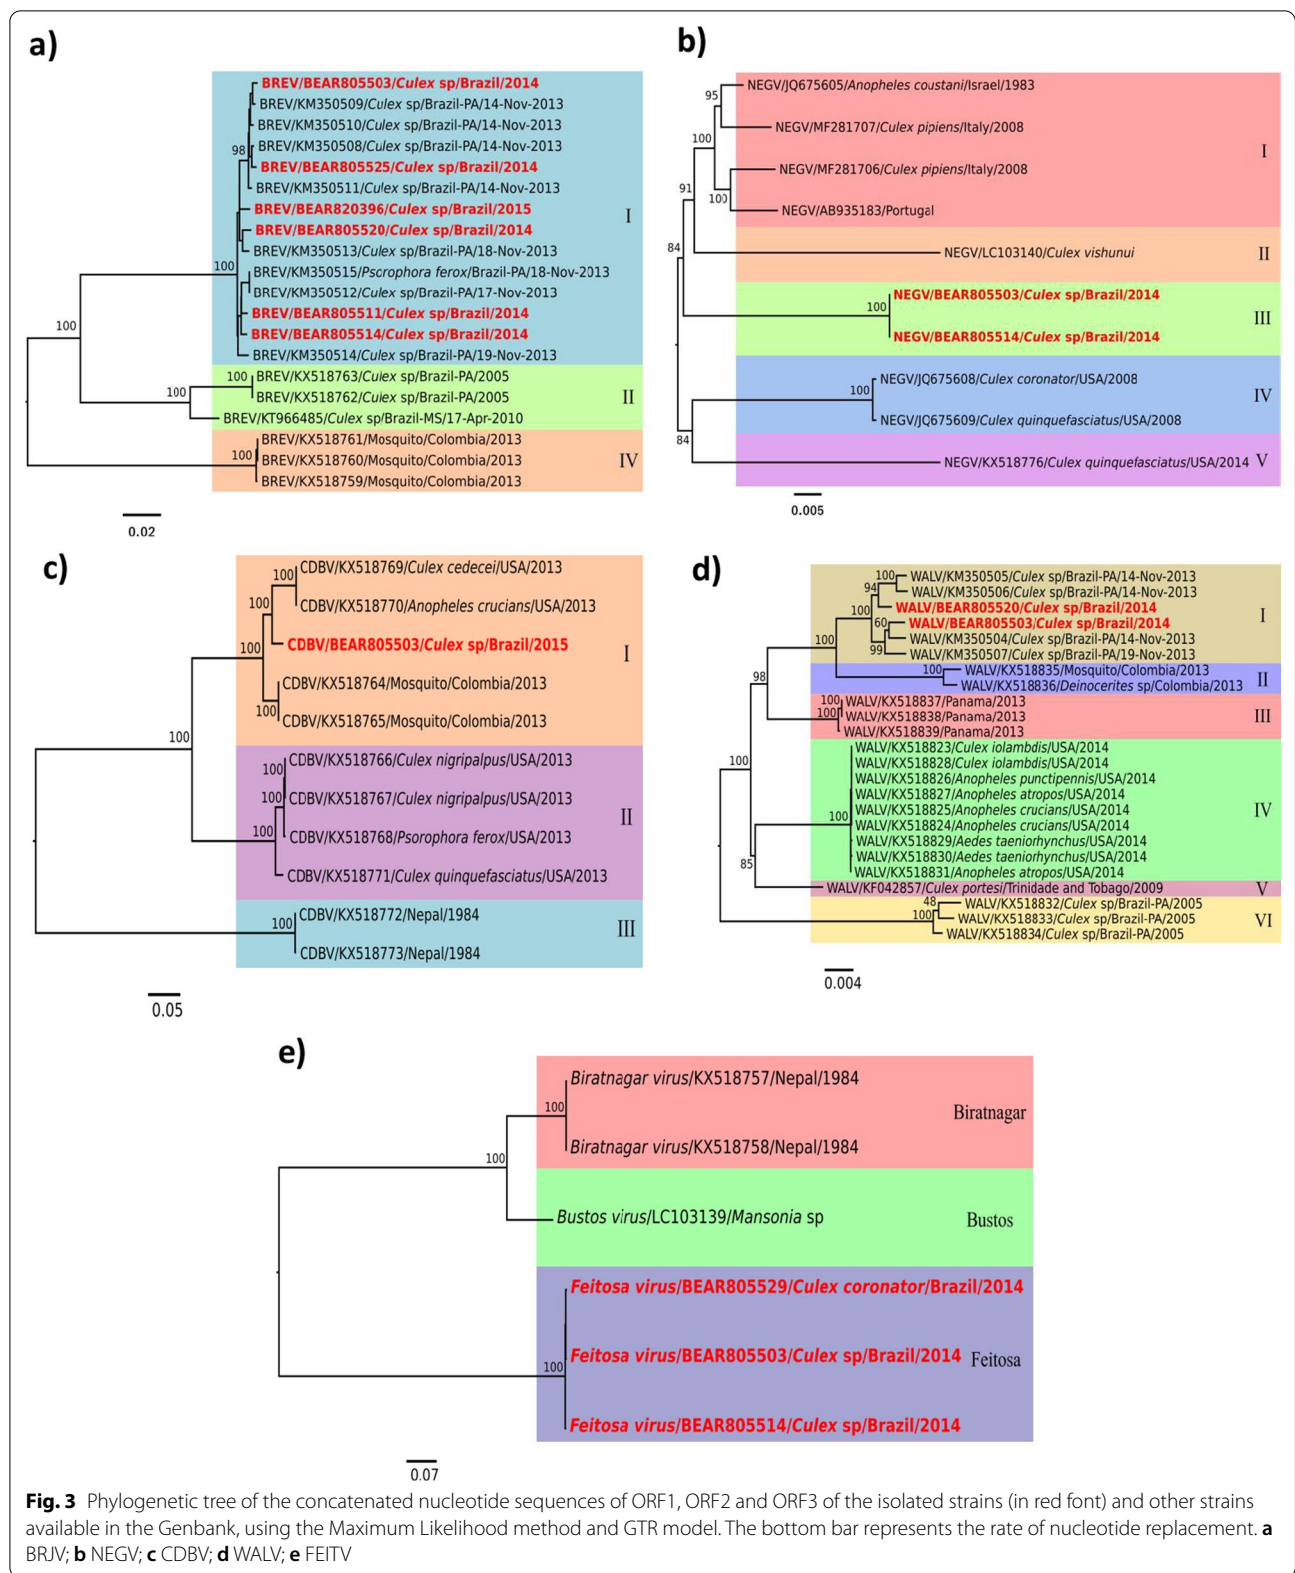 a)
BREV/BEAR805503/Culex sp/Brazil/2014
BREV/KM350509/Culex sp/Brazil-PA/14-Nov-2013
BREV/KM350510/Culex sp/Brazil-PA/14-Nov-2013
BREV/KM350508/Culex sp/Brazil-PA/14-Nov-2013
98
BREV/BEAR805525/Culex sp/Brazil/2014
BREV/KM350511/Culex sp/Brazil-PA/14-Nov-2013
BREV/BEAR820396/Culex sp/Brazil/2015
I
BREV/BEAR805520/Culex sp/Brazil/2014
BREV/KM350513/Culex sp/Brazil-PA/18-Nov-2013
100
BREV/KM350515/Psorophora ferox/Brazil-PA/18-Nov-2013
BREV/KM350512/Culex sp/Brazil-PA/17-Nov-2013
BREV/BEAR805511/Culex sp/Brazil/2014
BREV/BEAR805514/Culex sp/Brazil/2014
100
BREV/KM350514/Culex sp/Brazil-PA/19-Nov-2013
100
BREV/KX518763/Culex sp/Brazil-PA/2005
100
BREV/KX518762/Culex sp/Brazil-PA/2005
II
BREV/KT966485/Culex sp/Brazil-MS/17-Apr-2010
BREV/KX518761/Mosquito/Colombia/2013
100
BREV/KX518760/Mosquito/Colombia/2013
IV
BREV/KX518759/Mosquito/Colombia/2013
0.02
b)
NEGV/JQ675605/Anopheles coustani/Israel/1983
95
NEGV/MF281707/Culex pipiens/Italy/2008
100
I
NEGV/MF281706/Culex pipiens/Italy/2008
91
100
NEGV/AB935183/Portugal
84
NEGV/LC103140/Culex vishunui
II
NEGV/BEAR805503/Culex sp/Brazil/2014
100
III
NEGV/BEAR805514/Culex sp/Brazil/2014
NEGV/JQ675608/Culex coronator/USA/2008
100
IV
NEGV/JQ675609/Culex quinquefasciatus/USA/2008
84
NEGV/KX518776/Culex quinquefasciatus/USA/2014
V
0.005
c)
CDBV/KX518769/Culex cedecei/USA/2013
100
CDBV/KX518770/Anopheles crucians/USA/2013
100
CDBV/BEAR805503/Culex sp/Brazil/2015
100
I
CDBV/KX518764/Mosquito/Colombia/2013
100
CDBV/KX518765/Mosquito/Colombia/2013
100
CDBV/KX518766/Culex nigripalpus/USA/2013
100
CDBV/KX518767/Culex nigripalpus/USA/2013
100
II
CDBV/KX518768/Psorophora ferox/USA/2013
100
CDBV/KX518771/Culex quinquefasciatus/USA/2013
CDBV/KX518772/Nepal/1984
100
III
CDBV/KX518773/Nepal/1984
0.05
d)
100
WALV/KM350505/Culex sp/Brazil-PA/14-Nov-2013
94
WALV/KM350506/Culex sp/Brazil-PA/14-Nov-2013
100
WALV/BEAR805520/Culex sp/Brazil/2014
I
60
WALV/BEAR805503/Culex sp/Brazil/2014
100
WALV/KM350504/Culex sp/Brazil-PA/14-Nov-2013
99
WALV/KM350507/Culex sp/Brazil-PA/19-Nov-2013
100
WALV/KX518835/Mosquito/Colombia/2013
II
98
WALV/KX518836/Deinocerites sp/Colombia/2013
100
WALV/KX518837/Panama/2013
100
WALV/KX518838/Panama/2013
III
WALV/KX518839/Panama/2013
WALV/KX518823/Culex iolambdis/USA/2014
100
WALV/KX518828/Culex iolambdis/USA/2014
WALV/KX518826/Anopheles punctipennis/USA/2014
WALV/KX518827/Anopheles atropos/USA/2014
WALV/KX518825/Anopheles crucians/USA/2014
IV
100
WALV/KX518824/Anopheles crucians/USA/2014
WALV/KX518829/Aedes taeniorhynchus/USA/2014
85
WALV/KX518830/Aedes taeniorhynchus/USA/2014
WALV/KX518831/Anopheles atropos/USA/2014
WALV/KF042857/Culex portesi/Trinidade and Tobago/2009
V
48
WALV/KX518832/Culex sp/Brazil-PA/2005
100
WALV/KX518833/Culex sp/Brazil-PA/2005
VI
WALV/KX518834/Culex sp/Brazil-PA/2005
0.004
e)
Biratnagar virus/KX518757/Nepal/1984
100
Biratnagar
Biratnagar virus/KX518758/Nepal/1984
100
Bustos virus/LC103139/Mansonia sp
Bustos
Feitosa virus/BEAR805529/Culex coronator/Brazil/2014
Feitosa virus/BEAR805503/Culex sp/Brazil/2014
Feitosa
100
Feitosa virus/BEAR805514/Culex sp/Brazil/2014
0.07
Fig. 3 Phylogenetic tree of the concatenated nucleotide sequences of ORF1, ORF2 and ORF3 of the isolated strains (in red font) and other strains
available in the Genbank, using the Maximum Likelihood method and GTR model. The bottom bar represents the rate of nucleotide replacement. a
BRJV; b NEGV; c CDBV; d WALV; e FEITV